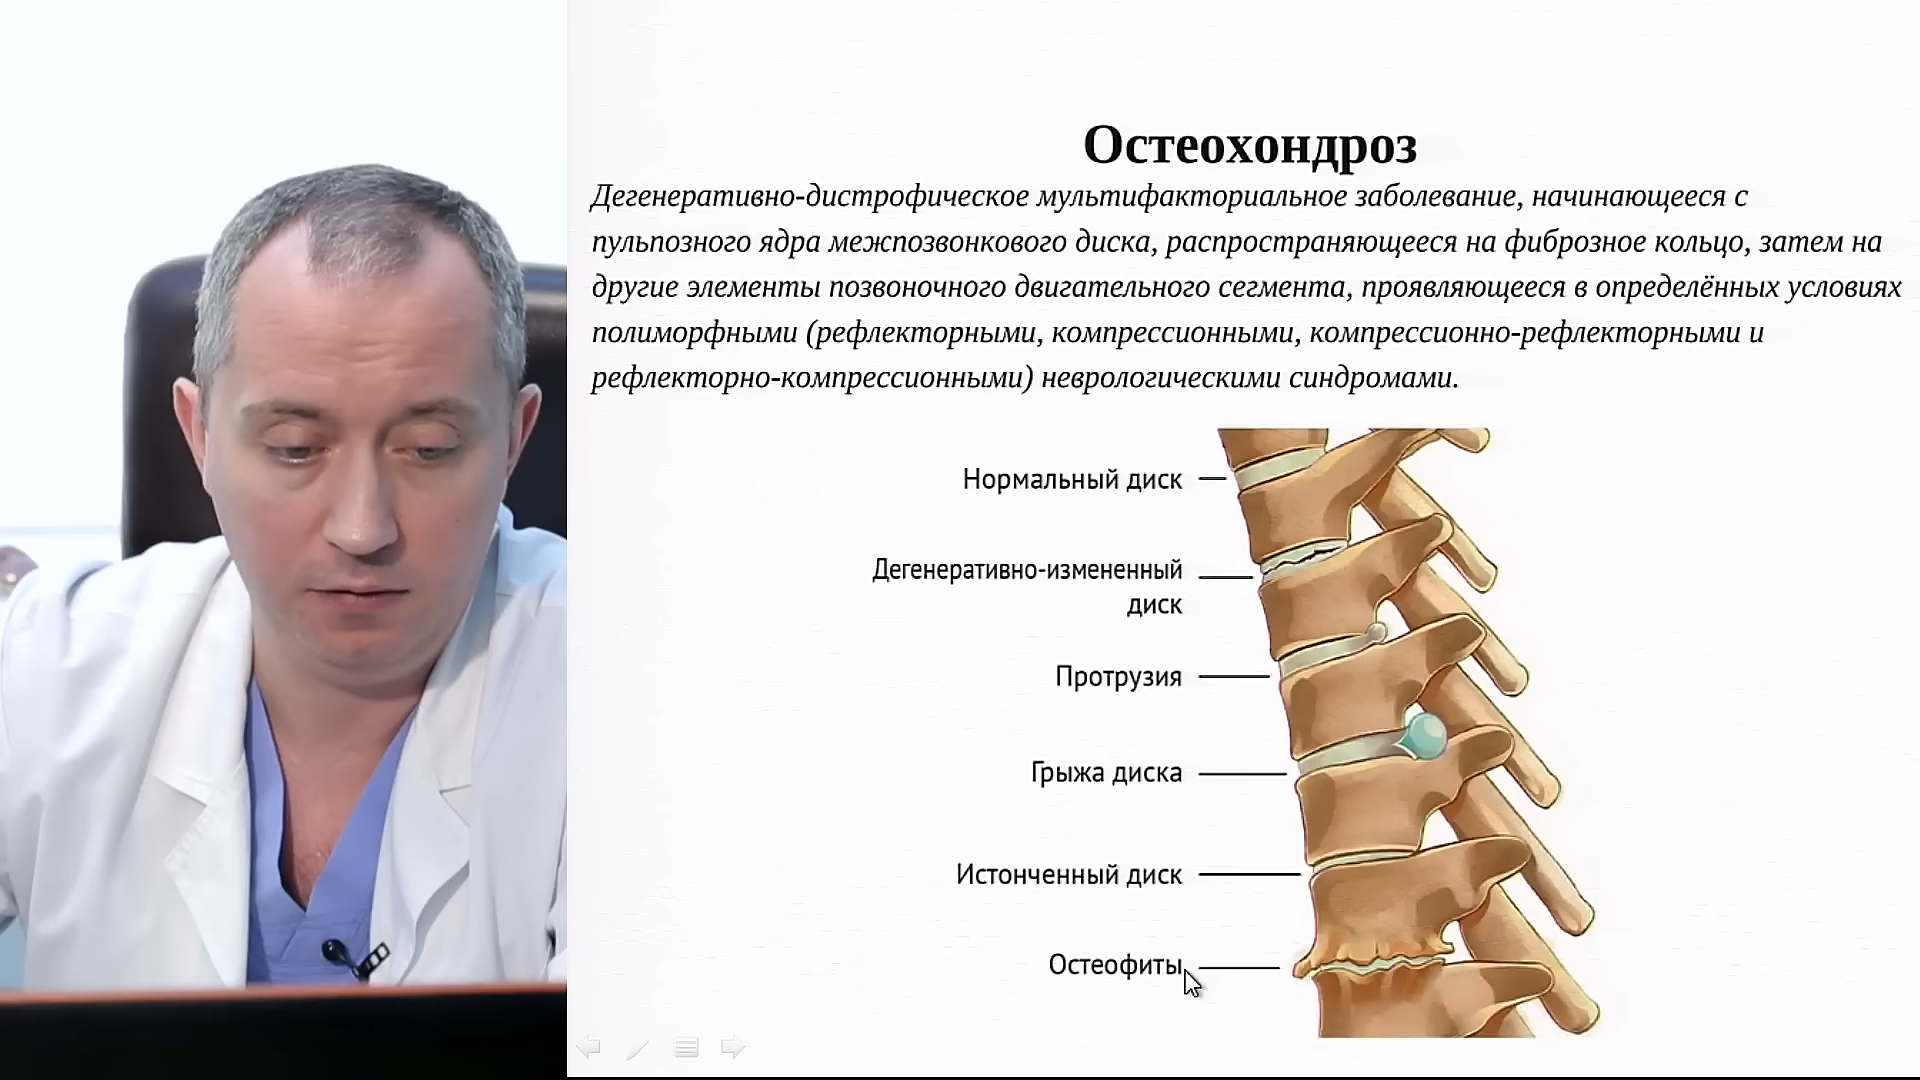 Остеохондроз
Дегенеративно-дистрофическое мультифакториальное заболевание, начинающееся с
пульпозного ядра межпозвонкового диска, распространяющееся на фиброзное кольцо, затем на
другие элементы позвоночного двигательного сегмента, проявляющееся в определённых условиях
полиморфными (рефлекторными, компрессионными, компрессионно-рефлекторными и
рефлекторно-компрессионными) неврологическими синдромами.
Нормальный диск
Дегенеративно-измененный
диск
Протрузия
Грыжа диска
Истонченный диск
Остеофиты